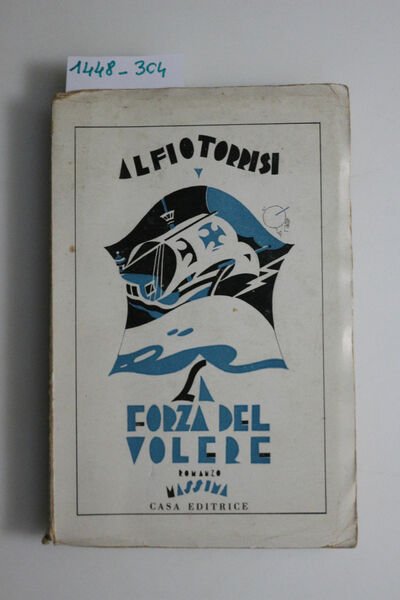 1448-304
ALFIO TORRISI
LA
FORZA DEL
VOLERE
ROMANZO
MASSIMA
CASA EDITRICE